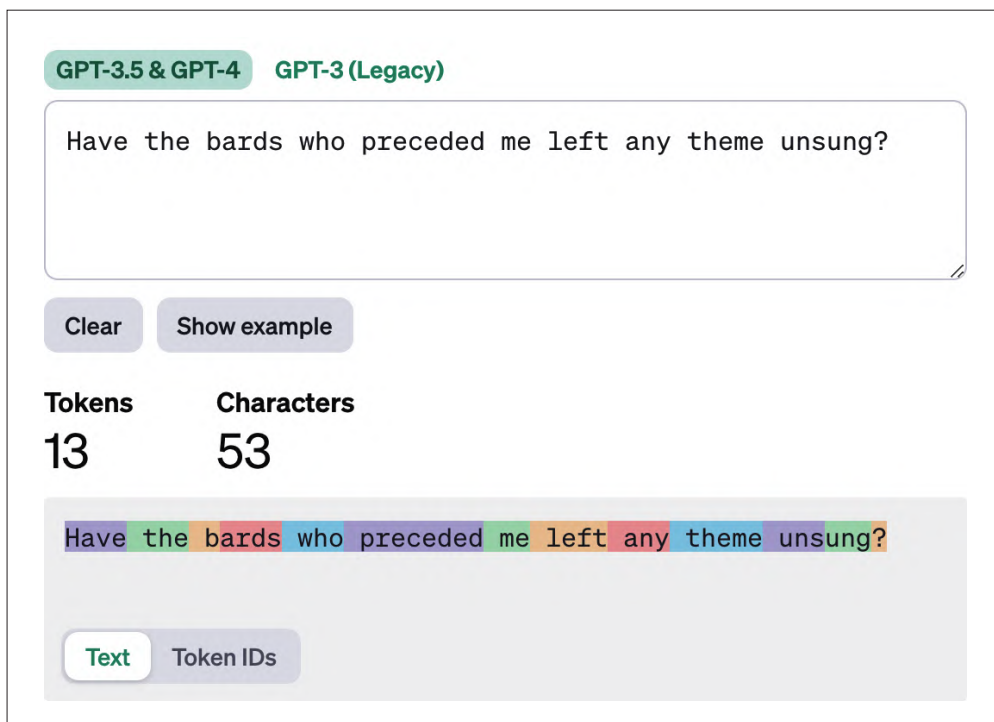 GPT-3.5 & GPT-4 GPT-3 (Legacy)
Have the bards who preceded me left any theme unsung?
Clear Show example
Tokens Characters
13 53
Have the bards who preceded me left any theme unsung?
Text Token IDs